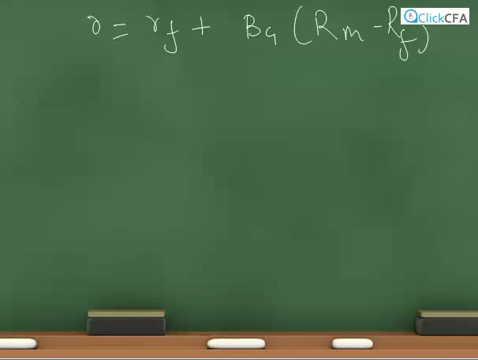 r = rf + Ba (Rm - Rf)
ClickCFA